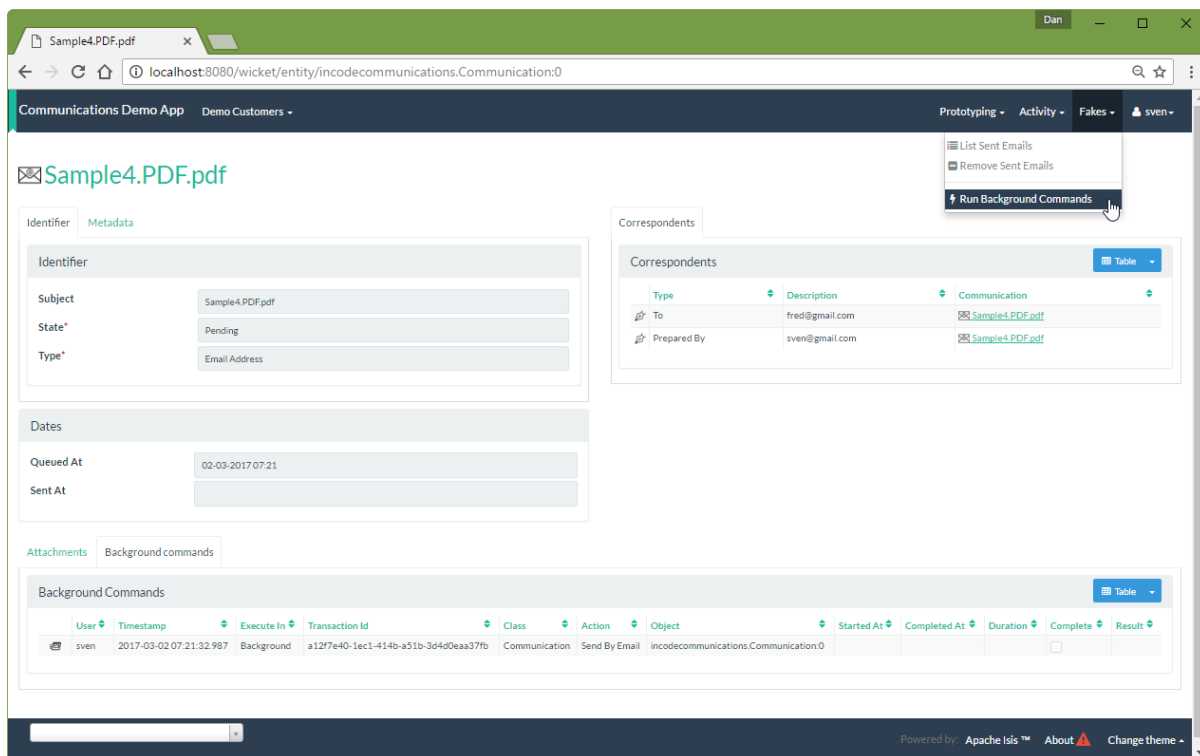 Dan
Sample4.PDF.pdf
localhost:8080/wicket/entity/incodecommunications.Communication:0
Communications Demo App Demo Customers Prototyping Activity Fakes sven
List Sent Emails
Remove Sent Emails
Run Background Commands
Sample4.PDF.pdf
Identifier Metadata
Identifier
Subject Sample4.PDF.pdf
State* Pending
Type* Email Address
Correspondents
Correspondents Table
Type Description Communication
To fred@gmail.com Sample4.PDF.pdf
Prepared By sven@gmail.com Sample4.PDF.pdf
Dates
Queued At 02-03-2017 07:21
Sent At
Attachments Background commands
Background Commands Table
User Timestamp Execute In Transaction Id Class Action Object Started At Completed At Duration Complete Result
sven 2017-03-02 07:21:32.987 Background a12f7e40-1ec1-414b-a51b-3d4d0eaa37fb Communication Send By Email incodecommunications.Communication:0
Powered by: Apache Isis ™ About Change theme